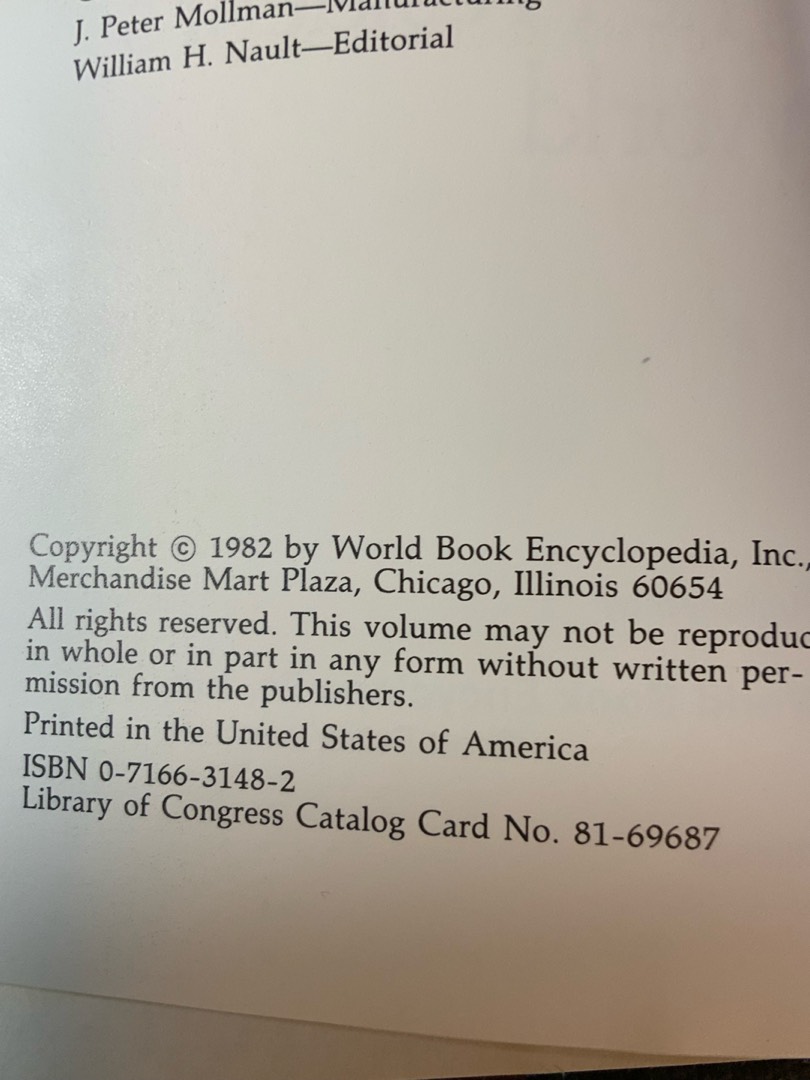 J. Peter Mollman—Manufacturing
William H. Nault—Editorial
Copyright © 1982 by World Book Encyclopedia, Inc.,
Merchandise Mart Plaza, Chicago, Illinois 60654
All rights reserved. This volume may not be reproduc
in whole or in part in any form without written per-
mission from the publishers.
Printed in the United States of America
ISBN 0-7166-3148-2
Library of Congress Catalog Card No. 81-69687